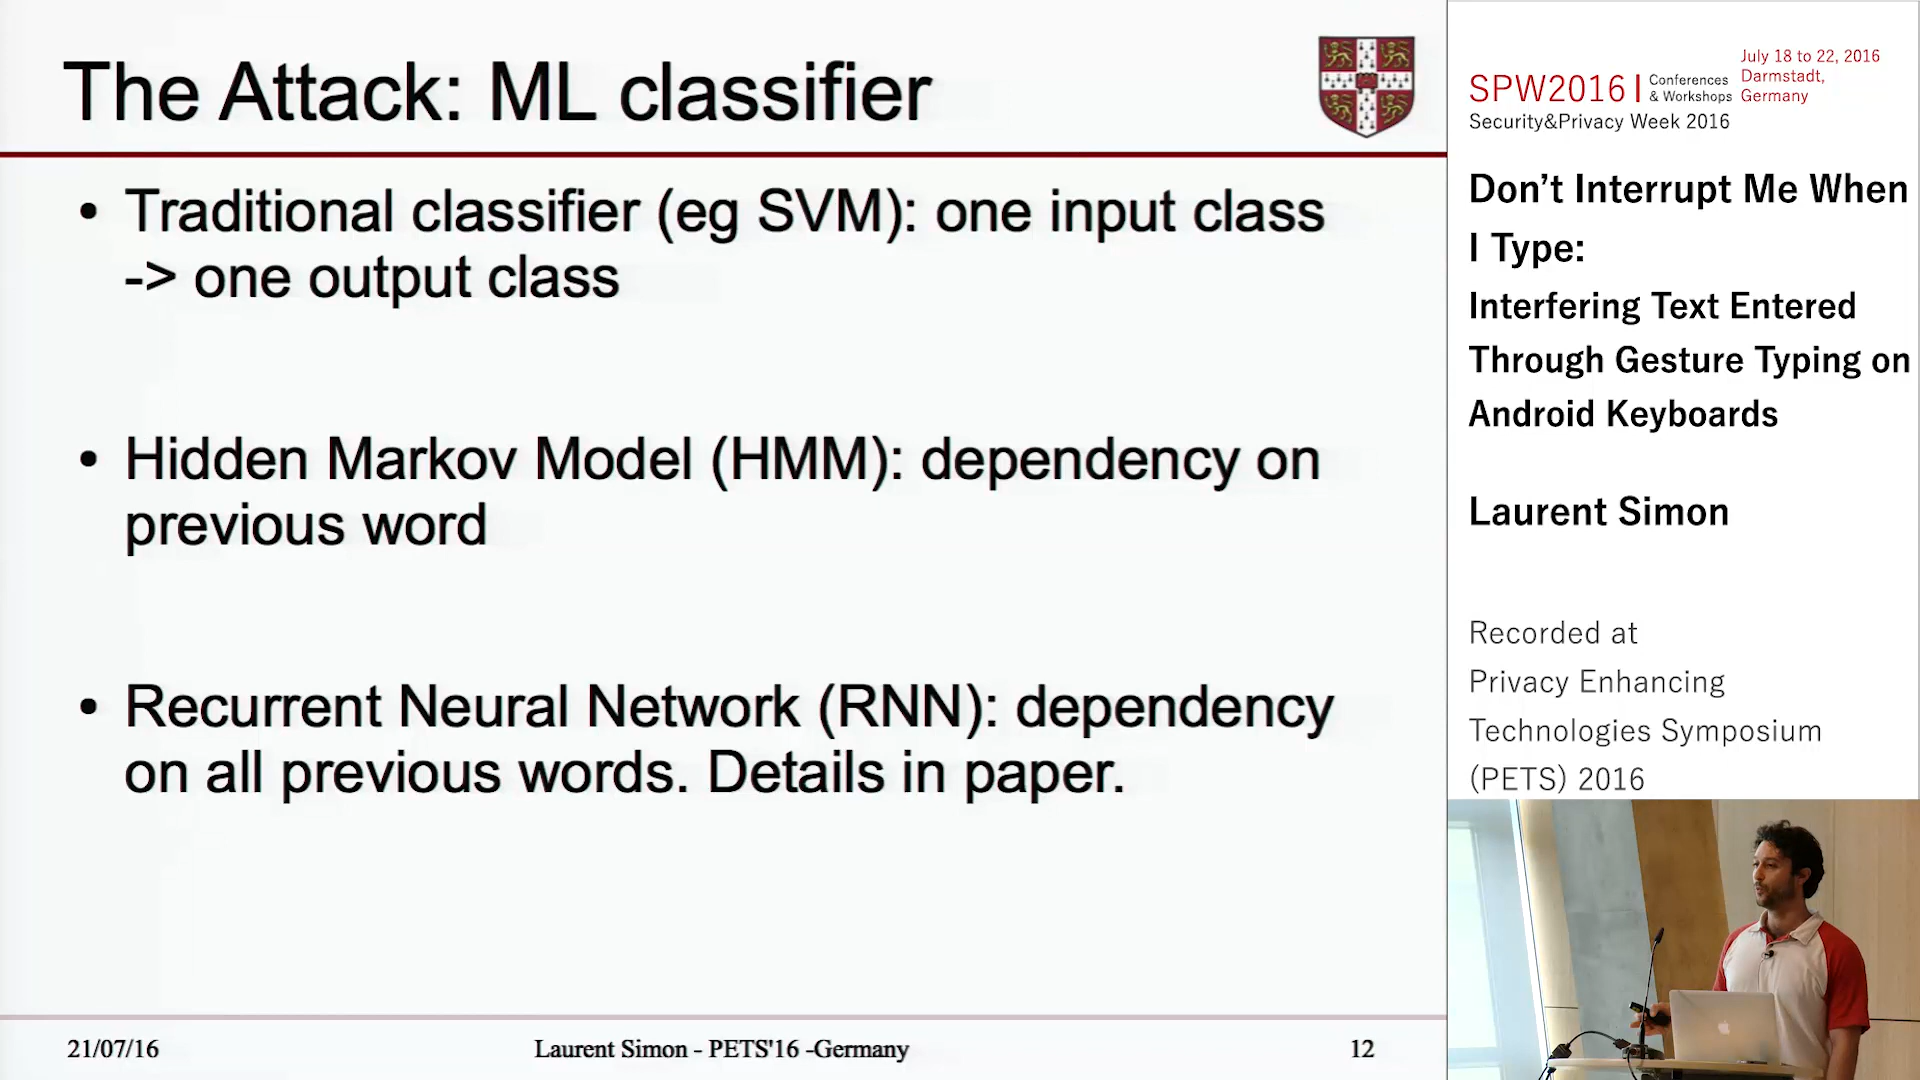 The Attack: ML classifier
• Traditional classifier (eg SVM): one input class
-> one output class
• Hidden Markov Model (HMM): dependency on
previous word
• Recurrent Neural Network (RNN): dependency
on all previous words. Details in paper.
21/07/16
Laurent Simon - PETS'16 -Germany
12
SPW2016 | Conferences & Workshops
July 18 to 22, 2016
Darmstadt,
Germany
Security&Privacy Week 2016
Don’t Interrupt Me When
I Type:
Interfering Text Entered
Through Gesture Typing on
Android Keyboards
Laurent Simon
Recorded at
Privacy Enhancing
Technologies Symposium
(PETS) 2016